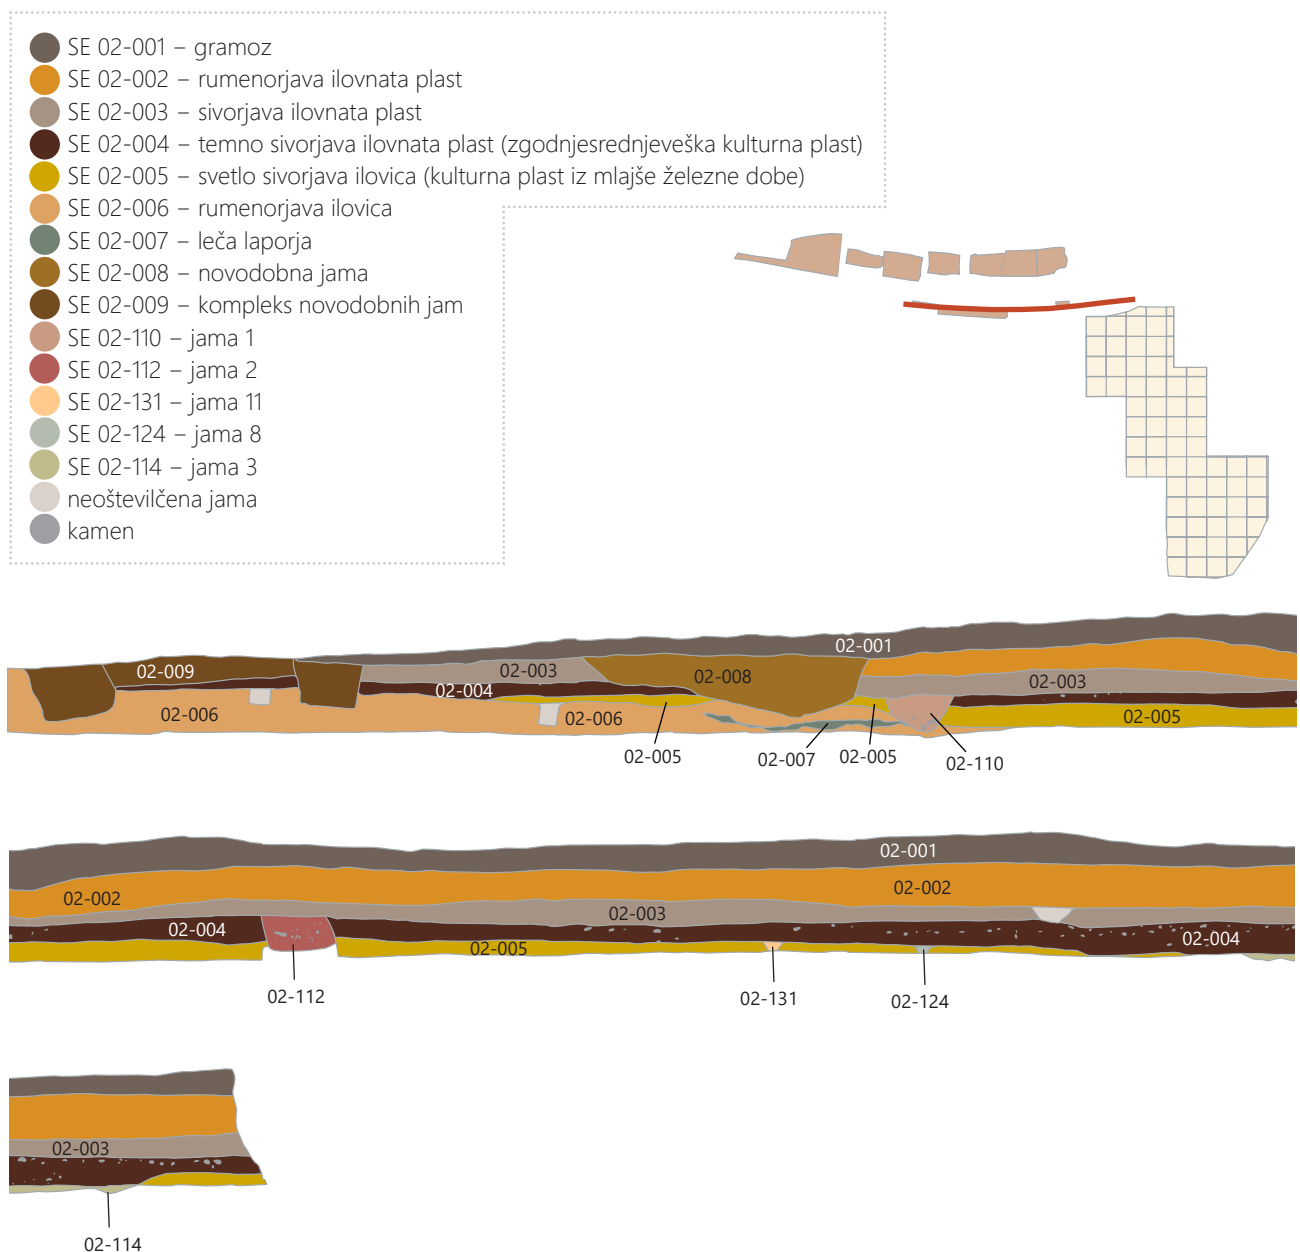 SE 02-001 – gramoz
SE 02-002 – rumenorjava ilovnata plast
SE 02-003 – sivorjava ilovnata plast
SE 02-004 – temno sivorjava ilovnata plast (zgodnjesrednjeveška kulturna plast)
SE 02-005 – svetlo sivorjava ilovica (kulturna plast iz mlajše železne dobe)
SE 02-006 – rumenorjava ilovica
SE 02-007 – leča laporja
SE 02-008 – novodobna jama
SE 02-009 – kompleks novodobnih jam
SE 02-110 – jama 1
SE 02-112 – jama 2
SE 02-131 – jama 11
SE 02-124 – jama 8
SE 02-114 – jama 3
neoštevilčena jama
kamen
02-001
02-009 02-003 02-008 02-003
02-004
02-006 02-006 02-005
02-005 02-007 02-005 02-110
02-001
02-002 02-002
02-003
02-004 02-005 02-004
02-112 02-131 02-124
02-003
02-114